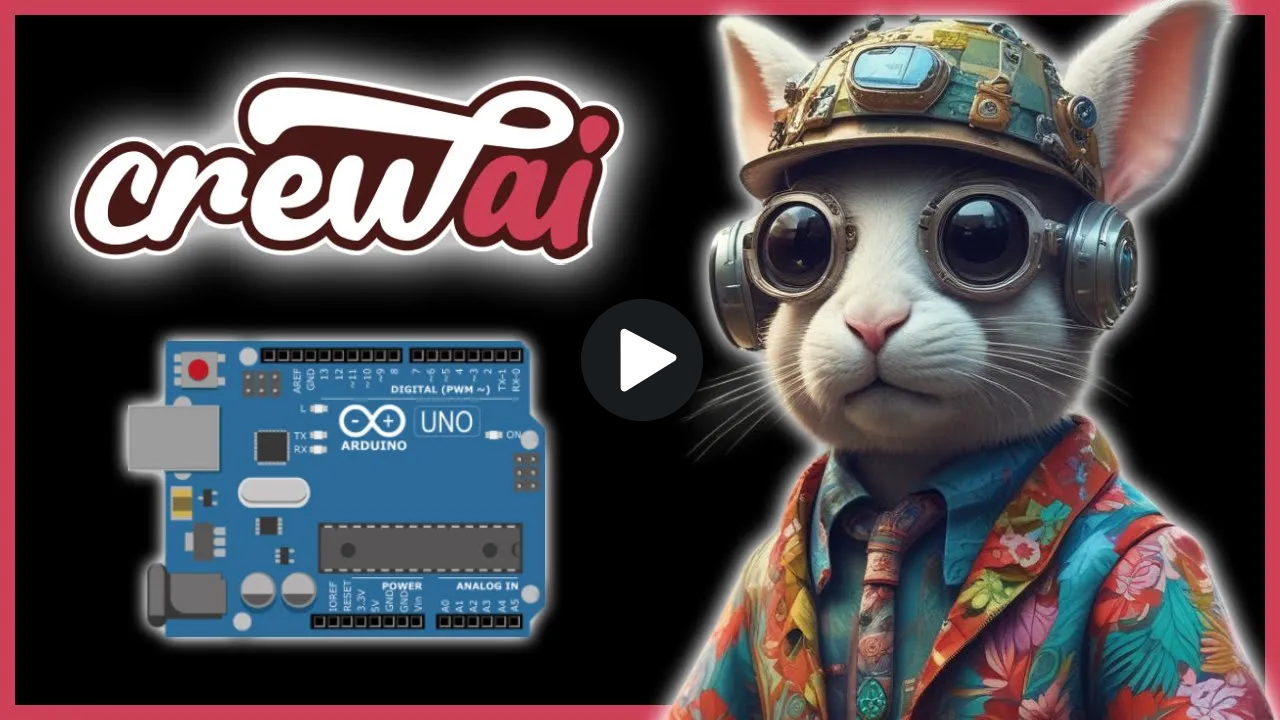 crewai
AREF
GND
13
12
~11
~10
~9
8
7
~6
~5
4
~3
2
TX→1
RX←0
DIGITAL (PWM ~)
L
TX
RX
UNO
ON
ARDUINO
POWER
ANALOG IN
IOREF
RESET
3.3V
5V
GND
GND
Vin
A0
A1
A2
A3
A4
A5